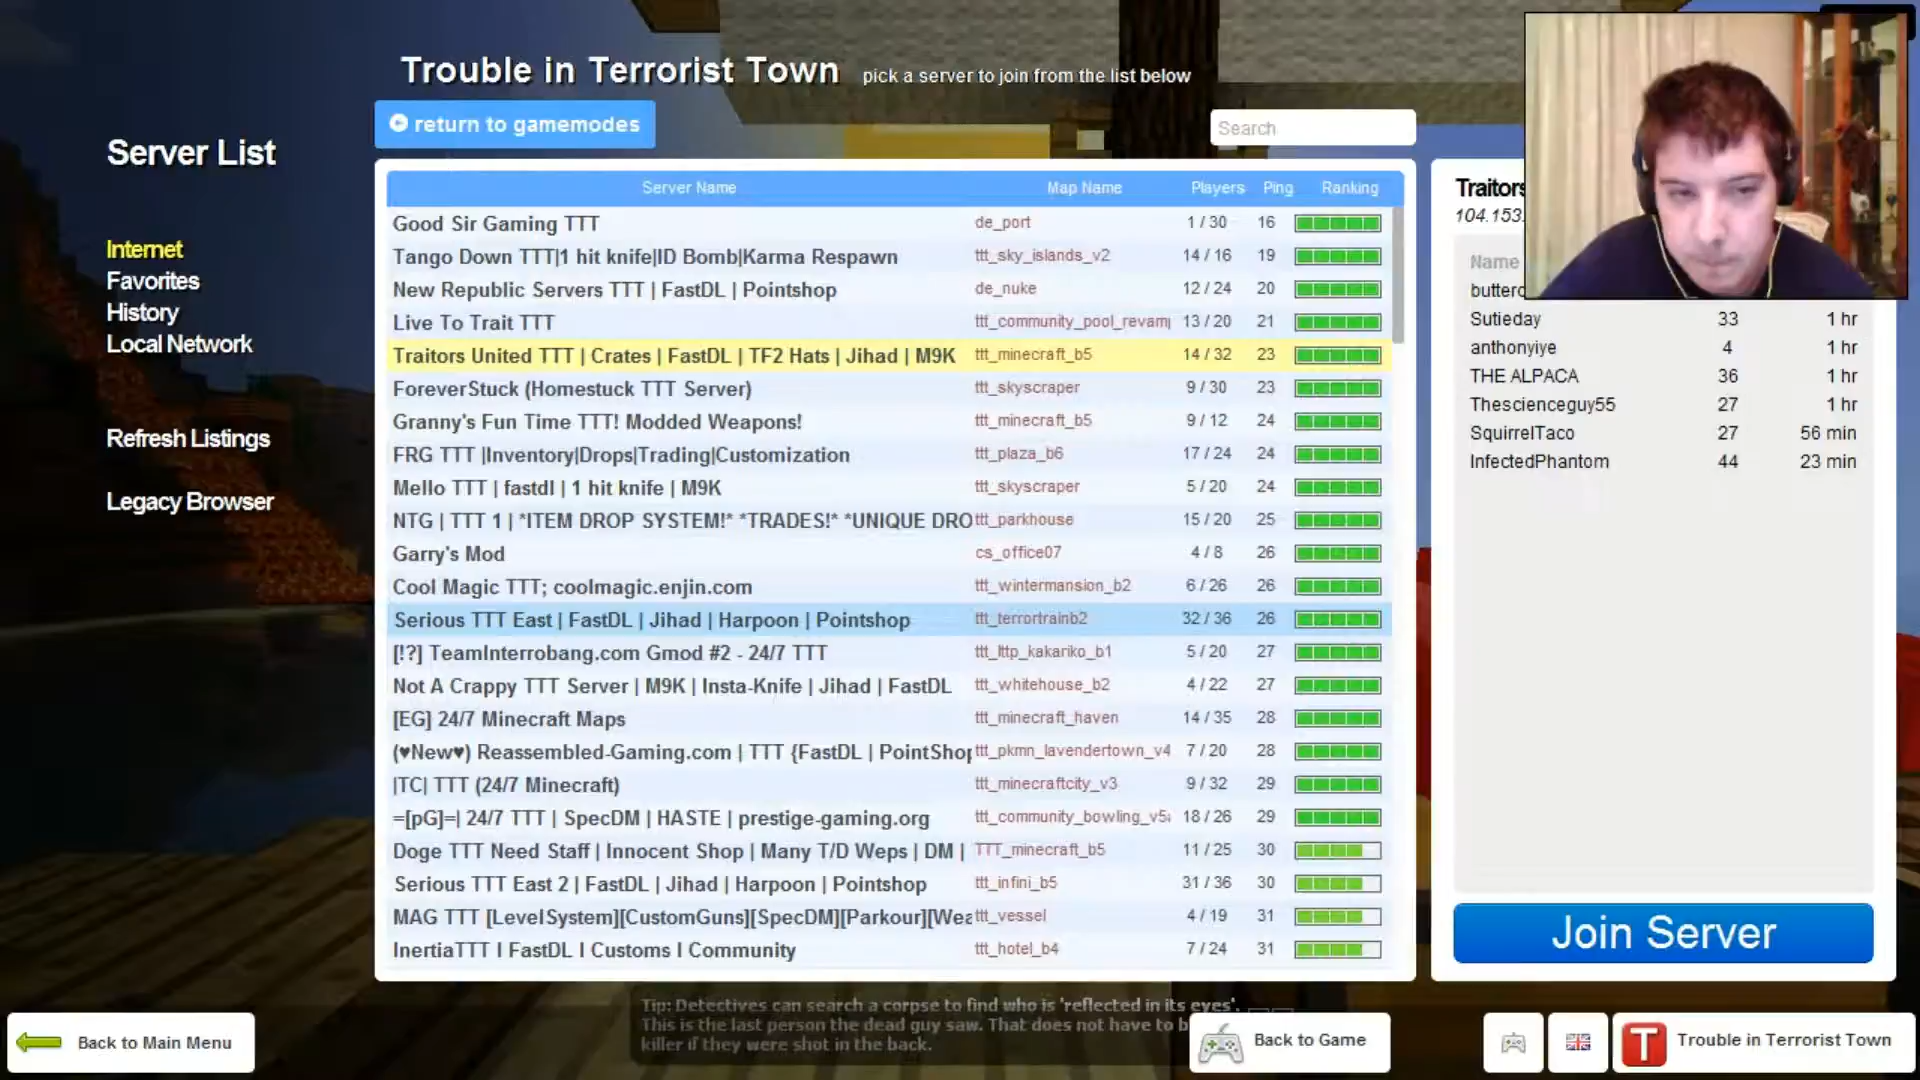 Trouble in Terrorist Town pick a server to join from the list below
return to gamemodes
Search
Server List
Internet
Favorites
History
Local Network
Refresh Listings
Legacy Browser
Server Name Map Name Players Ping Ranking
Good Sir Gaming TTT de_port 1 / 30 16
Tango Down TTT|1 hit knife|ID Bomb|Karma Respawn ttt_sky_islands_v2 14 / 16 19
New Republic Servers TTT | FastDL | Pointshop de_nuke 12 / 24 20
Live To Trait TTT ttt_community_pool_revam 13 / 20 21
Traitors United TTT | Crates | FastDL | TF2 Hats | Jihad | M9K ttt_minecraft_b5 14 / 32 23
ForeverStuck (Homestuck TTT Server) ttt_skyscraper 9 / 30 23
Granny's Fun Time TTT! Modded Weapons! ttt_minecraft_b5 9 / 12 24
FRG TTT |Inventory|Drops|Trading|Customization ttt_plaza_b6 17 / 24 24
Mello TTT | fastdl | 1 hit knife | M9K ttt_skyscraper 5 / 20 24
NTG | TTT 1 | *ITEM DROP SYSTEM!* *TRADES!* *UNIQUE DRO ttt_parkhouse 15 / 20 25
Garry's Mod cs_office07 4 / 8 26
Cool Magic TTT; coolmagic.enjin.com ttt_wintermansion_b2 6 / 26 26
Serious TTT East | FastDL | Jihad | Harpoon | Pointshop ttt_terrortrainb2 32 / 36 26
[!?] TeamInterrobang.com Gmod #2 - 24/7 TTT ttt_lttp_kakariko_b1 5 / 20 27
Not A Crappy TTT Server | M9K | Insta-Knife | Jihad | FastDL ttt_whitehouse_b2 4 / 22 27
[EG] 24/7 Minecraft Maps ttt_minecraft_haven 14 / 35 28
(♥New♥) Reassembled-Gaming.com | TTT {FastDL | PointShop ttt_pkmn_lavendertown_v4 7 / 20 28
|TC| TTT (24/7 Minecraft) ttt_minecraftcity_v3 9 / 32 29
=[pG]=| 24/7 TTT | SpecDM | HASTE | prestige-gaming.org ttt_community_bowling_v5a 18 / 26 29
Doge TTT Need Staff | Innocent Shop | Many T/D Weps | DM | TTT_minecraft_b5 11 / 25 30
Serious TTT East 2 | FastDL | Jihad | Harpoon | Pointshop ttt_infini_b5 31 / 36 30
MAG TTT [LevelSystem][CustomGuns][SpecDM][Parkour][Wea ttt_vessel 4 / 19 31
InertiaTTT I FastDL I Customs I Community ttt_hotel_b4 7 / 24 31
Traitors
104.153.
Name
butterc
Sutieday 33 1 hr
anthonyiye 4 1 hr
THE ALPACA 36 1 hr
Thescienceguy55 27 1 hr
SquirrelTaco 27 56 min
InfectedPhantom 44 23 min
Join Server
Tip: Detectives can search a corpse to find who is 'reflected in its eyes'.
This is the last person the dead guy saw. That does not have to b
killer if they were shot in the back.
Back to Main Menu
Back to Game
T Trouble in Terrorist Town